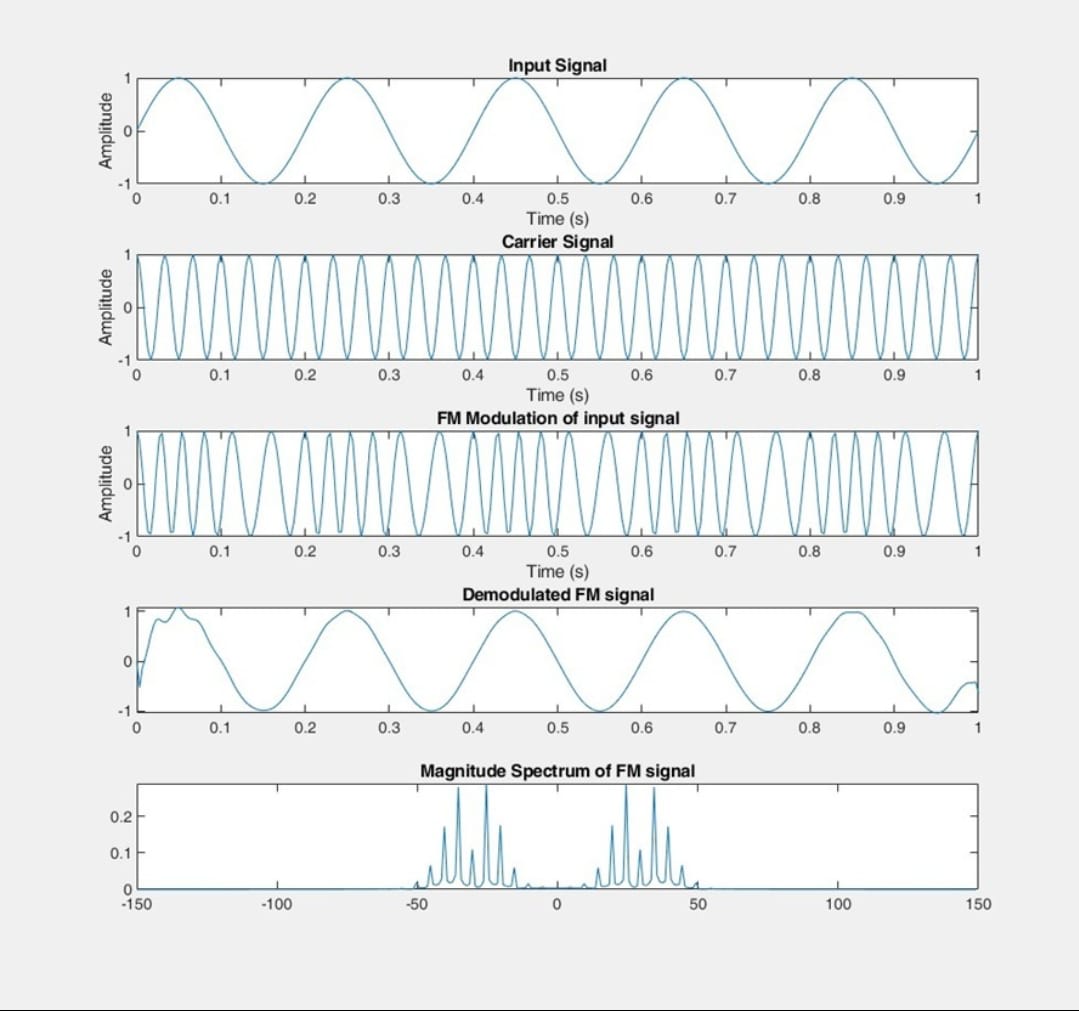 Input Signal
Amplitude
1
0
-1
0 0.1 0.2 0.3 0.4 0.5 0.6 0.7 0.8 0.9 1
Time (s)
Carrier Signal
Amplitude
1
0
-1
0 0.1 0.2 0.3 0.4 0.5 0.6 0.7 0.8 0.9 1
Time (s)
FM Modulation of input signal
Amplitude
1
0
-1
0 0.1 0.2 0.3 0.4 0.5 0.6 0.7 0.8 0.9 1
Time (s)
Demodulated FM signal
1
0
-1
0 0.1 0.2 0.3 0.4 0.5 0.6 0.7 0.8 0.9 1
Magnitude Spectrum of FM signal
0.2
0.1
0
-150 -100 -50 0 50 100 150